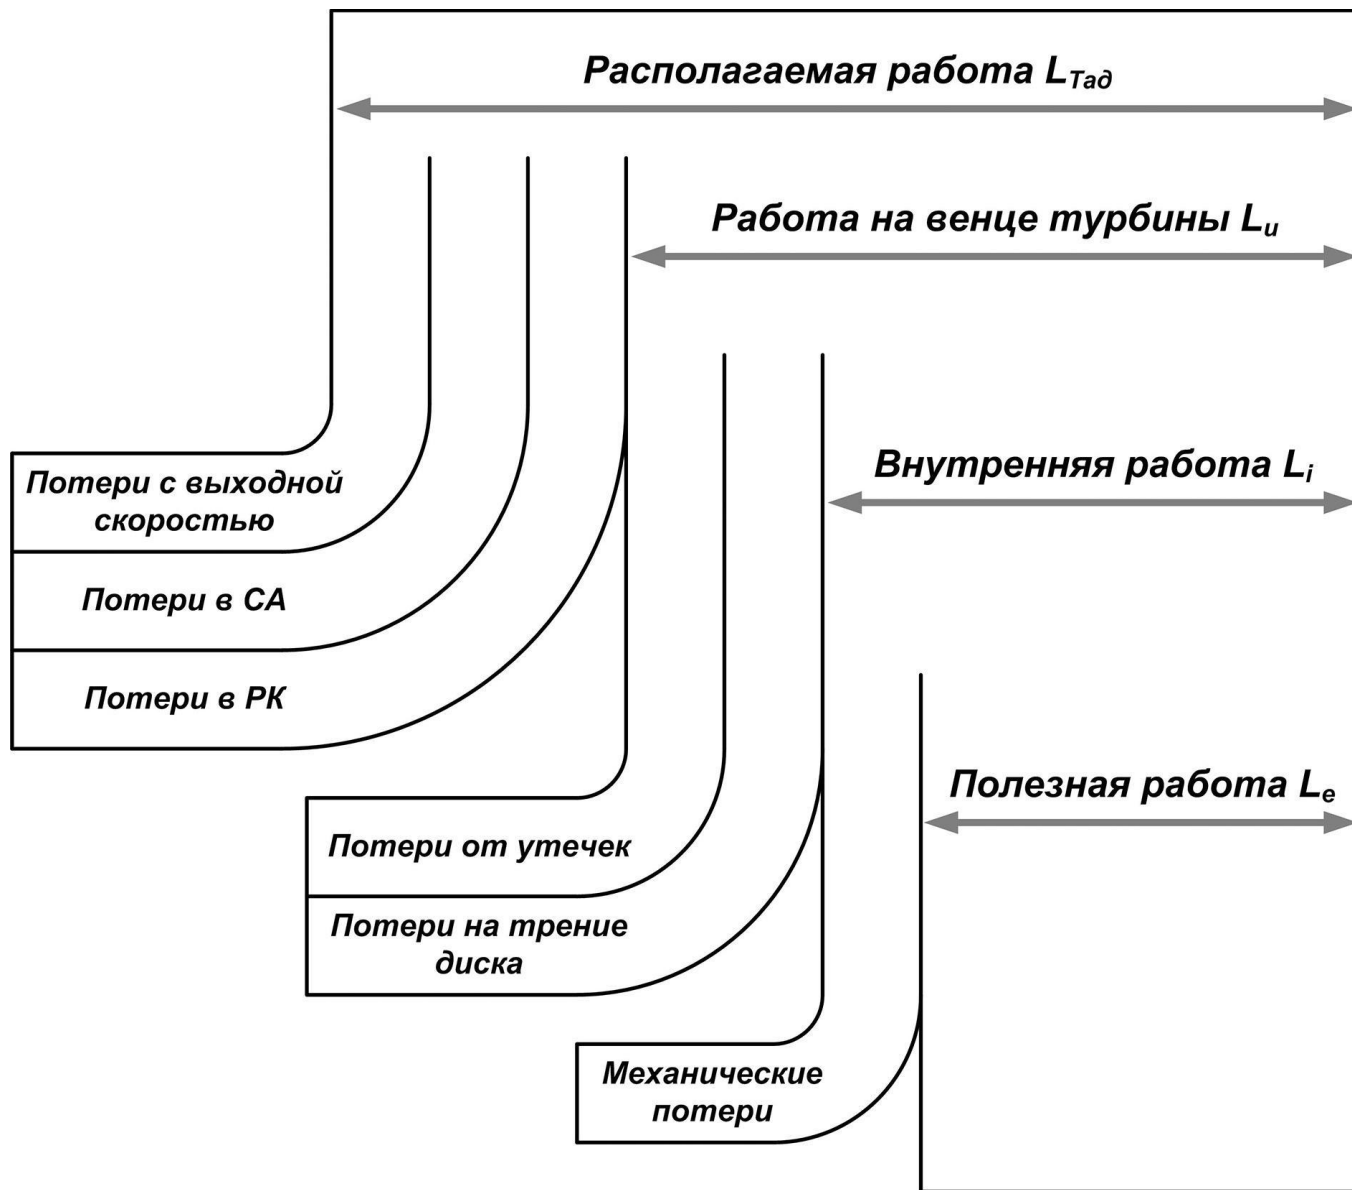 Располагаемая работа LТад
Работа на венце турбины Lu
Внутренняя работа Li
Потери с выходной
скоростью
Потери в СА
Потери в РК
Полезная работа Le
Потери от утечек
Потери на трение
диска
Механические
потери